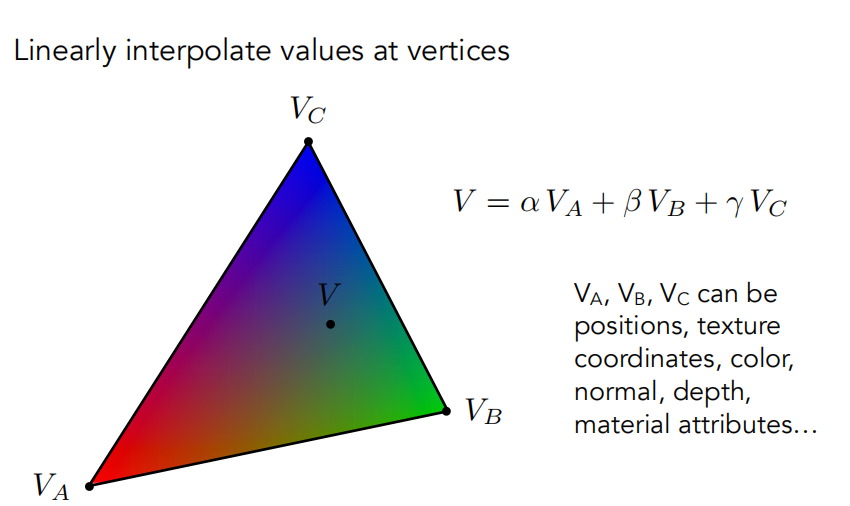 Linearly interpolate values at vertices
V_C
V = α V_A + β V_B + γ V_C
V
V_A, V_B, V_C can be
positions, texture
coordinates, color,
normal, depth,
material attributes...
V_B
V_A